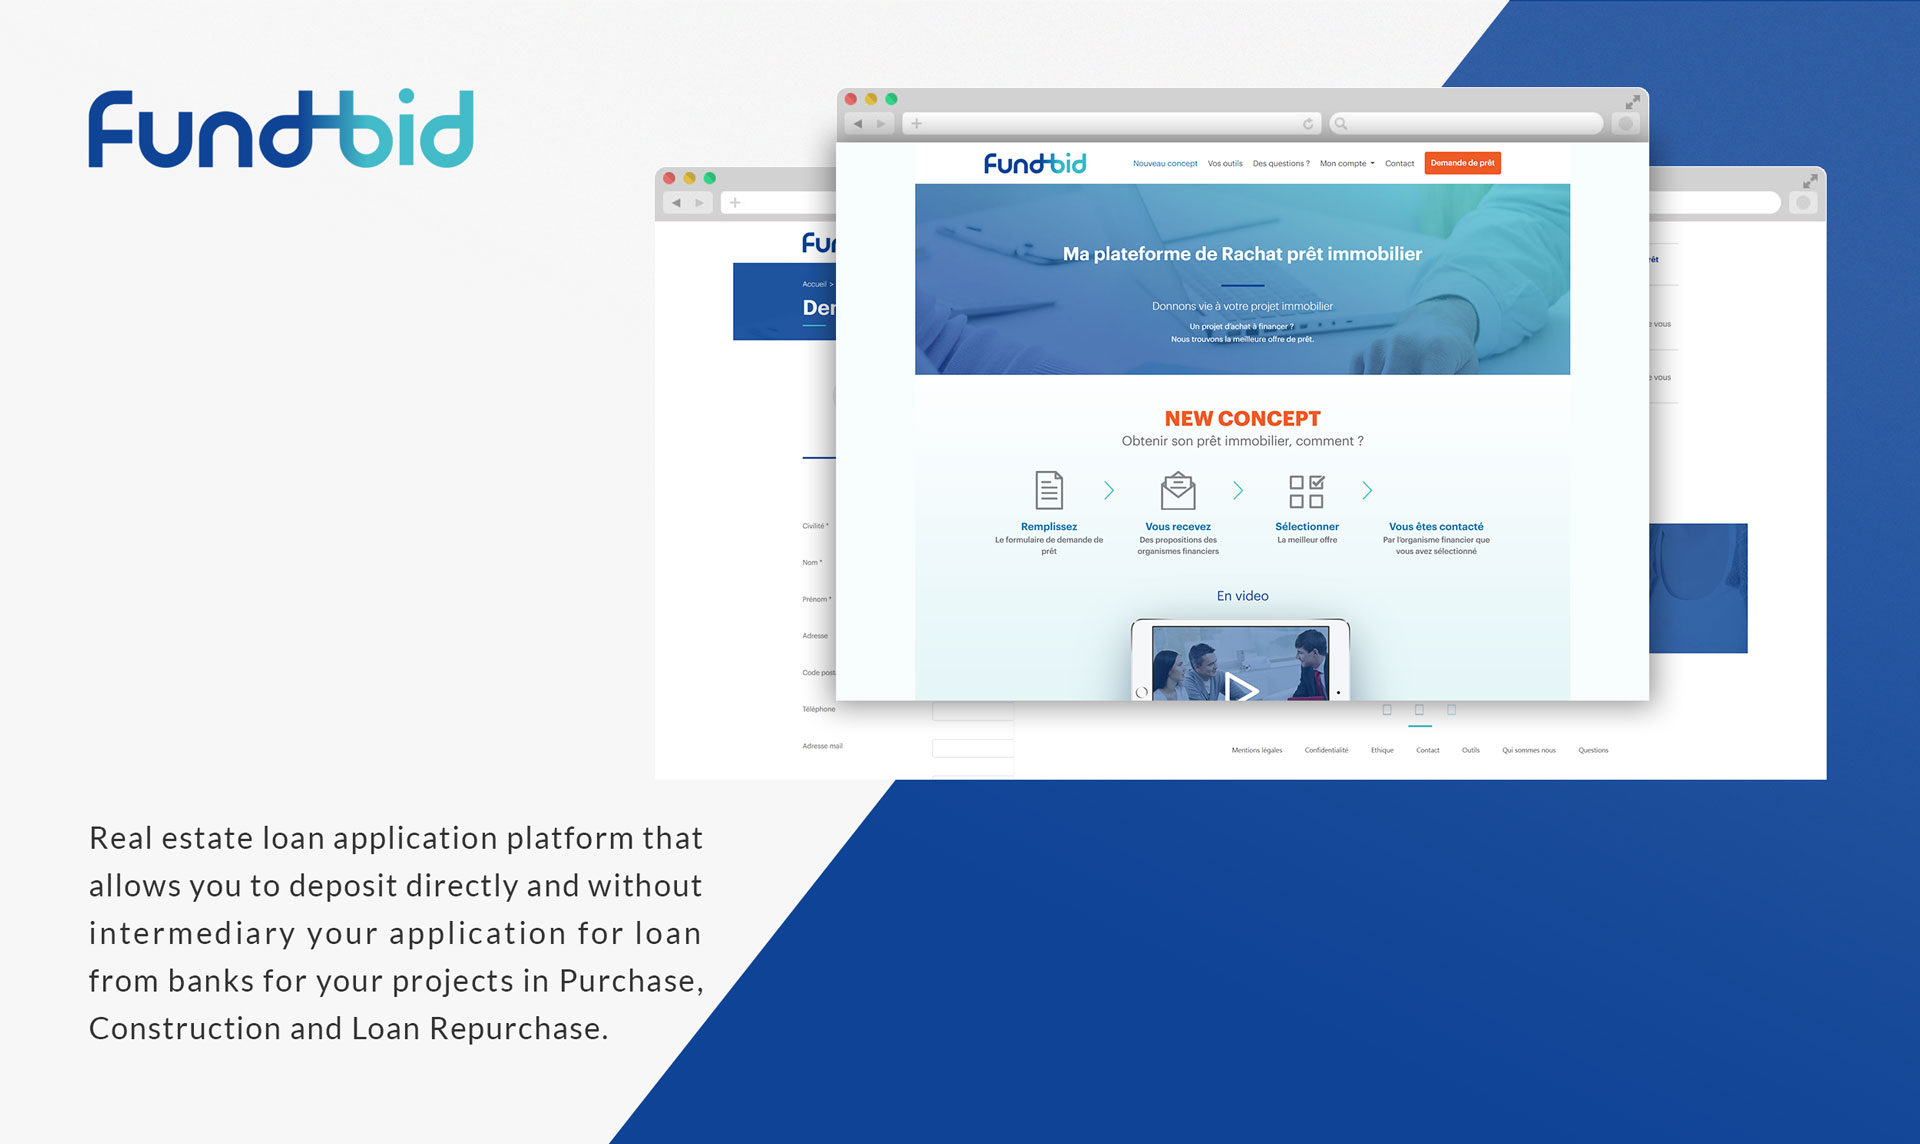 Fundbid
Fundbid
Nouveau concept Vos outils Des questions ? Mon compte Contact Demande de prêt
Ma plateforme de Rachat prêt immobilier
Donnons vie à votre projet immobilier
Un projet d'achat à financer ?
Nous trouvons la meilleure offre de prêt.
NEW CONCEPT
Obtenir son prêt immobilier, comment ?
Remplissez
Le formulaire de demande de
prêt
Vous recevez
Des propositions des
organismes financiers
Sélectionner
La meilleur offre
Vous êtes contacté
Par l'organisme financier que
vous avez sélectionné
En video
Accueil >
Civilité *
Nom *
Prénom *
Adresse
Code post
Téléphone
Adresse mail
vous
vous
Mentions légales Confidentialité Ethique Contact Outils Qui sommes nous Questions
Real estate loan application platform that
allows you to deposit directly and without
intermediary your application for loan
from banks for your projects in Purchase,
Construction and Loan Repurchase.